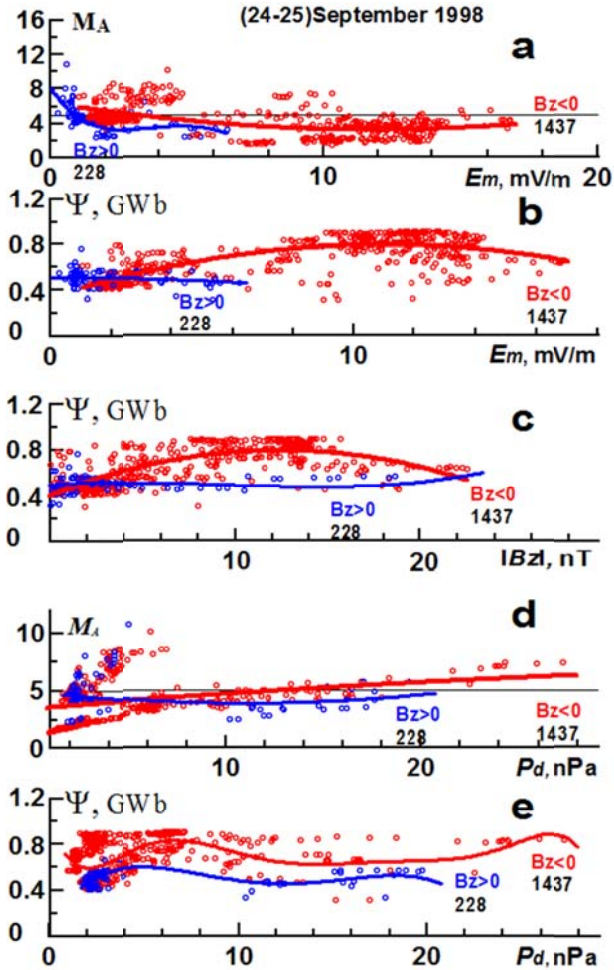 (24-25)September 1998
16 M_A a
12
8
4 Bz<0
1437
Bz>0
228
0
0 10 20
Em, mV/m
1.2 Ψ, GWb b
0.8
0.4 Bz>0
228
Bz<0
1437
0
0 10
Em, mV/m
1.2 Ψ, GWb c
0.8
0.4 Bz>0
228
Bz<0
1437
0
10 20
|Bz|, nT
M_A d
10
5
Bz>0
228
Bz<0
1437
0
0 10 20
Pd, nPa
1.2 Ψ, GWb e
0.8
0.4 Bz>0
228
Bz<0
1437
0
0 10 20
Pd, nPa